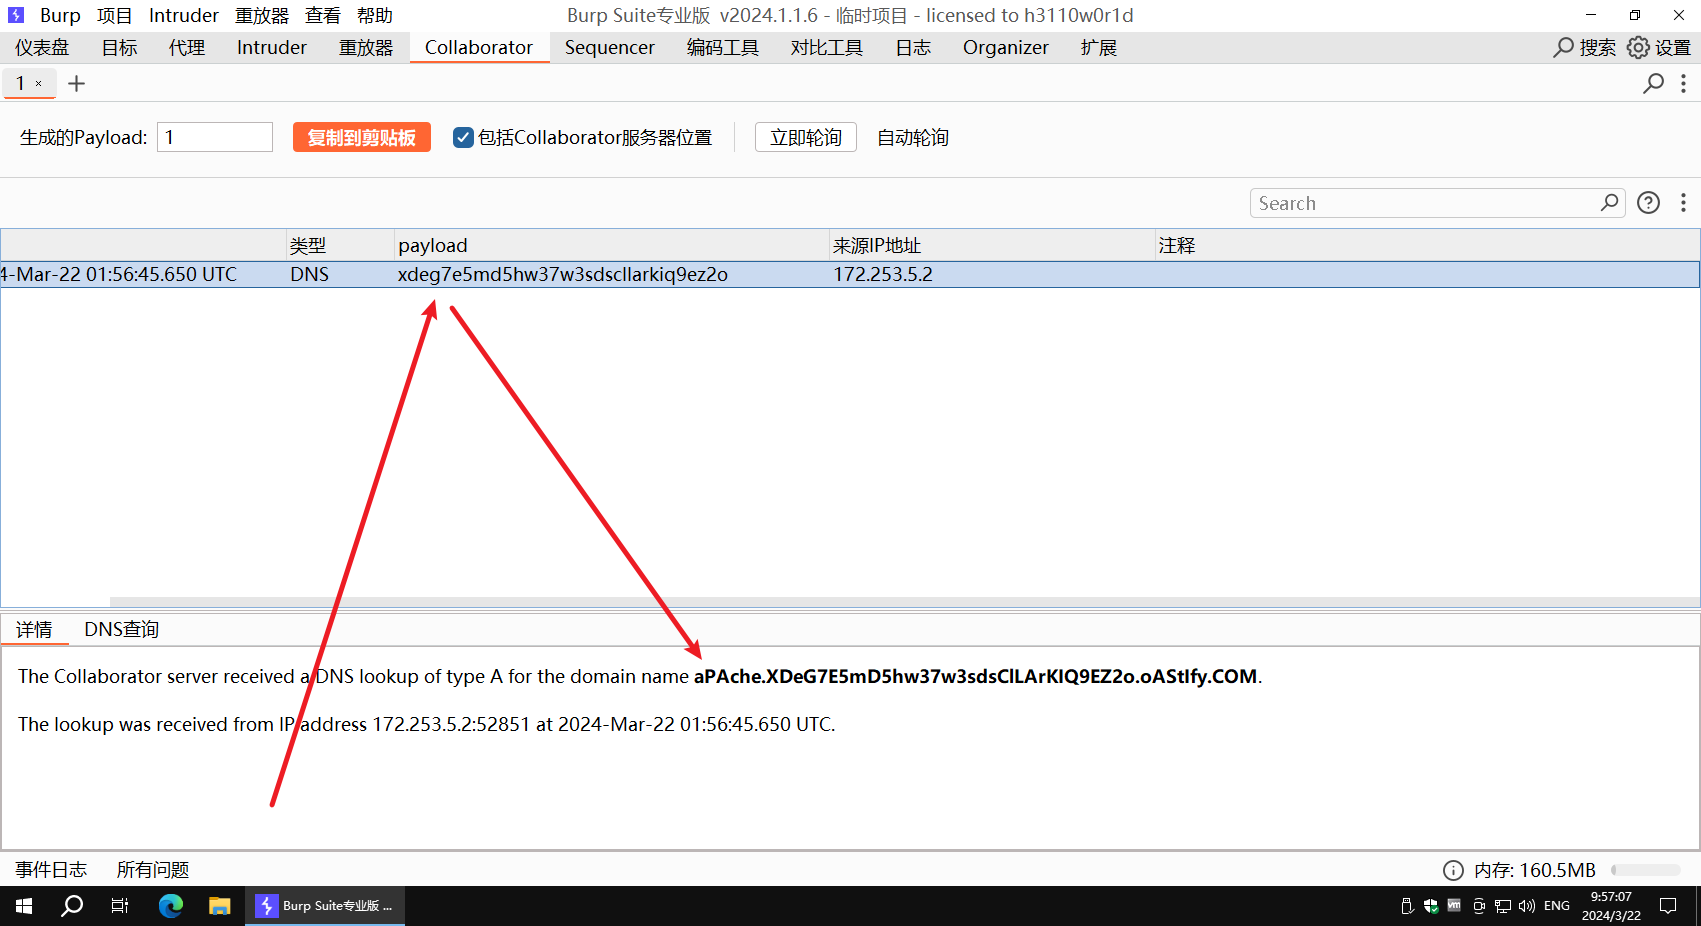 Burp 项目 Intruder 重放器 查看 帮助 Burp Suite专业版 v2024.1.1.6 - 临时项目 - licensed to h3110w0r1d
仪表盘 目标 代理 Intruder 重放器 Collaborator Sequencer 编码工具 对比工具 日志 Organizer 扩展 搜索 设置
1 × +
生成的Payload: 1 复制到剪贴板 包括Collaborator服务器位置 立即轮询 自动轮询
Search
类型 payload 来源IP地址 注释
4-Mar-22 01:56:45.650 UTC DNS xdeg7e5md5hw37w3sdscllarkiq9ez2o 172.253.5.2
详情 DNS查询
The Collaborator server received a DNS lookup of type A for the domain name aPAche.XDeG7E5mD5hw37w3sdsClLArKIQ9EZ2o.oAStIfy.COM.
The lookup was received from IP address 172.253.5.2:52851 at 2024-Mar-22 01:56:45.650 UTC.
事件日志 所有问题 内存: 160.5MB
Burp Suite专业版 ... ENG 9:57:07
2024/3/22